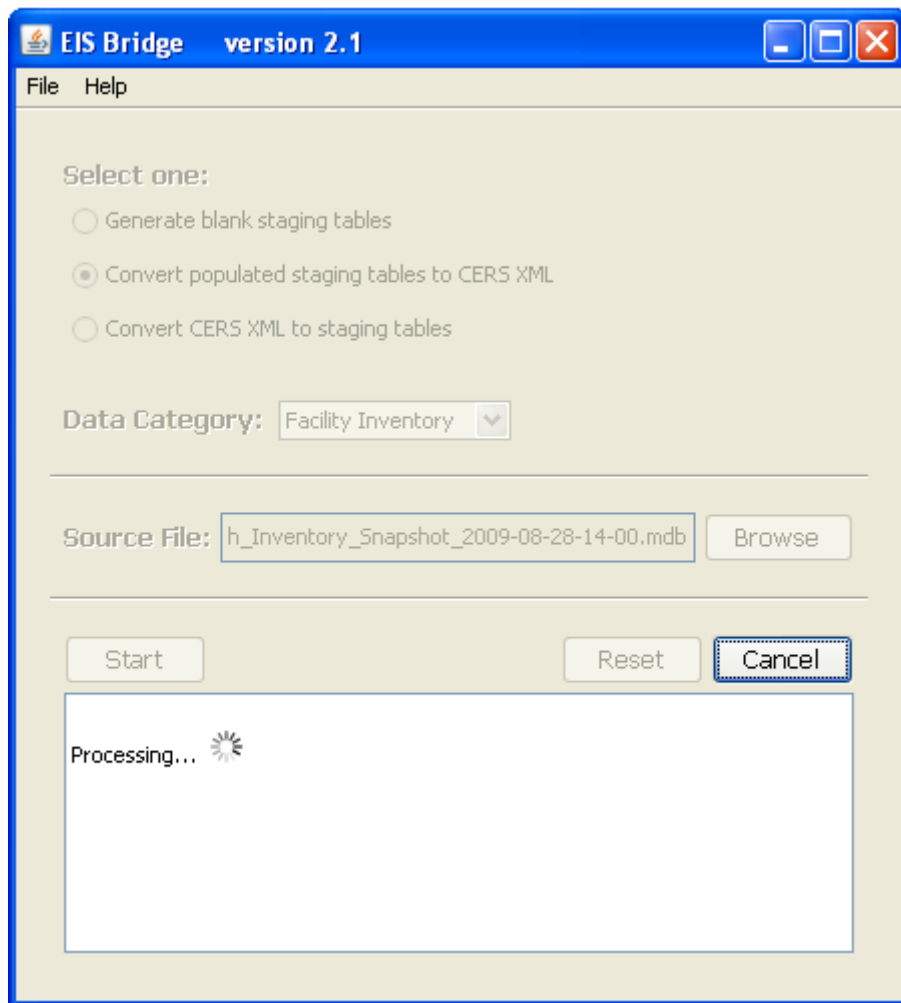 EIS Bridge version 2.1
File Help
Select one:
Generate blank staging tables
Convert populated staging tables to CERS XML
Convert CERS XML to staging tables
Data Category: Facility Inventory
Source File: h_Inventory_Snapshot_2009-08-28-14-00.mdb Browse
Start Reset Cancel
Processing...